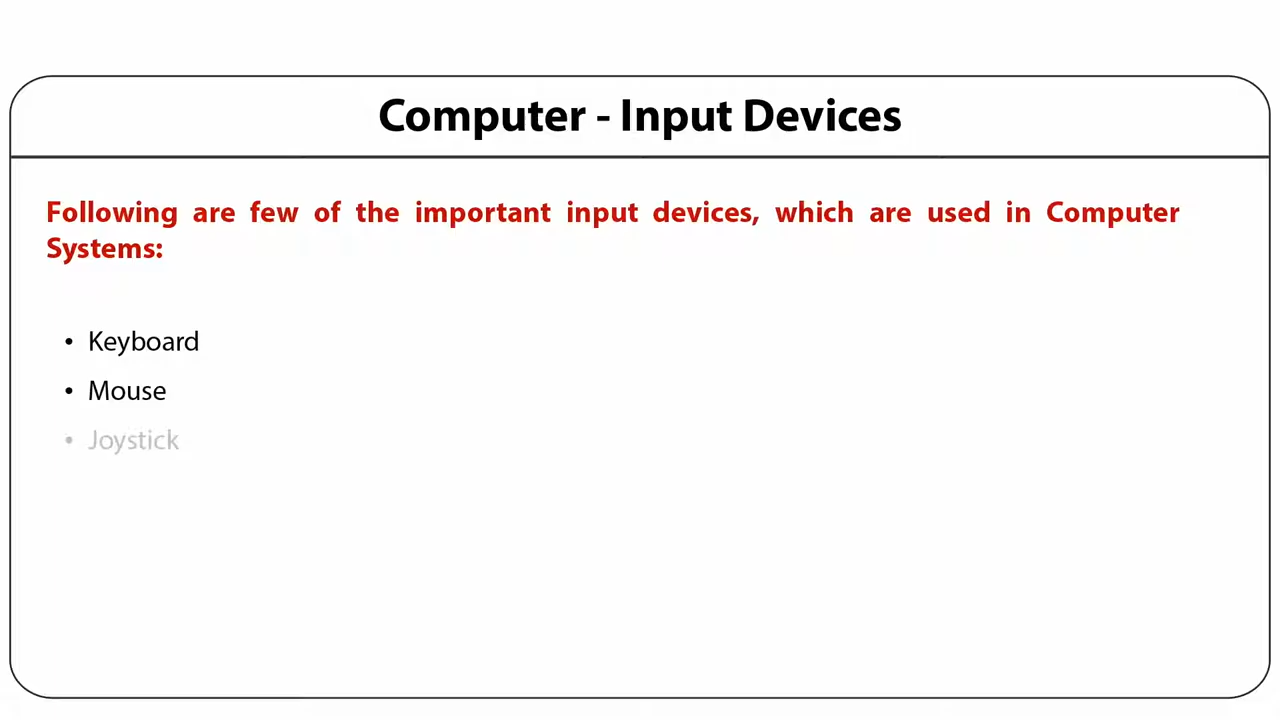 Computer - Input Devices
Following are few of the important input devices, which are used in Computer
Systems:
• Keyboard
• Mouse
• Joystick